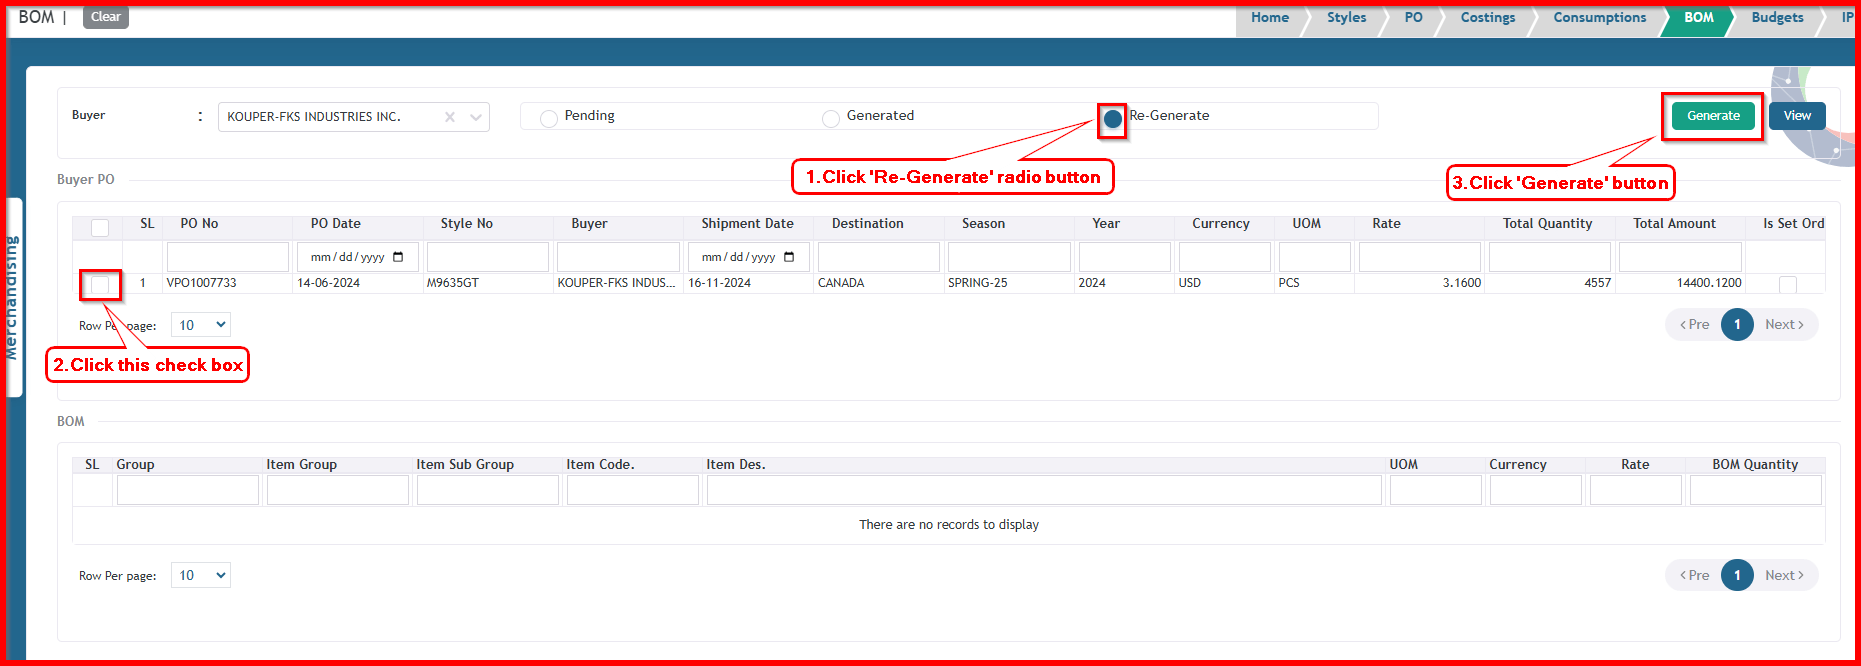 BOM | Clear Home Styles PO Costings Consumptions BOM Budgets IP
Buyer : KOUPER-FKS INDUSTRIES INC. Pending Generated Re-Generate Generate View
1.Click 'Re-Generate' radio button
3.Click 'Generate' button
Buyer PO
Merchandising
SL PO No PO Date Style No Buyer Shipment Date Destination Season Year Currency UOM Rate Total Quantity Total Amount Is Set Ord
mm/dd/yyyy mm/dd/yyyy
1 VPO1007733 14-06-2024 M9635GT KOUPER-FKS INDUS... 16-11-2024 CANADA SPRING-25 2024 USD PCS 3.1600 4557 14400.1200
Row Per page: 10 Pre 1 Next
2.Click this check box
BOM
SL Group Item Group Item Sub Group Item Code. Item Des. UOM Currency Rate BOM Quantity
There are no records to display
Row Per page: 10 Pre 1 Next